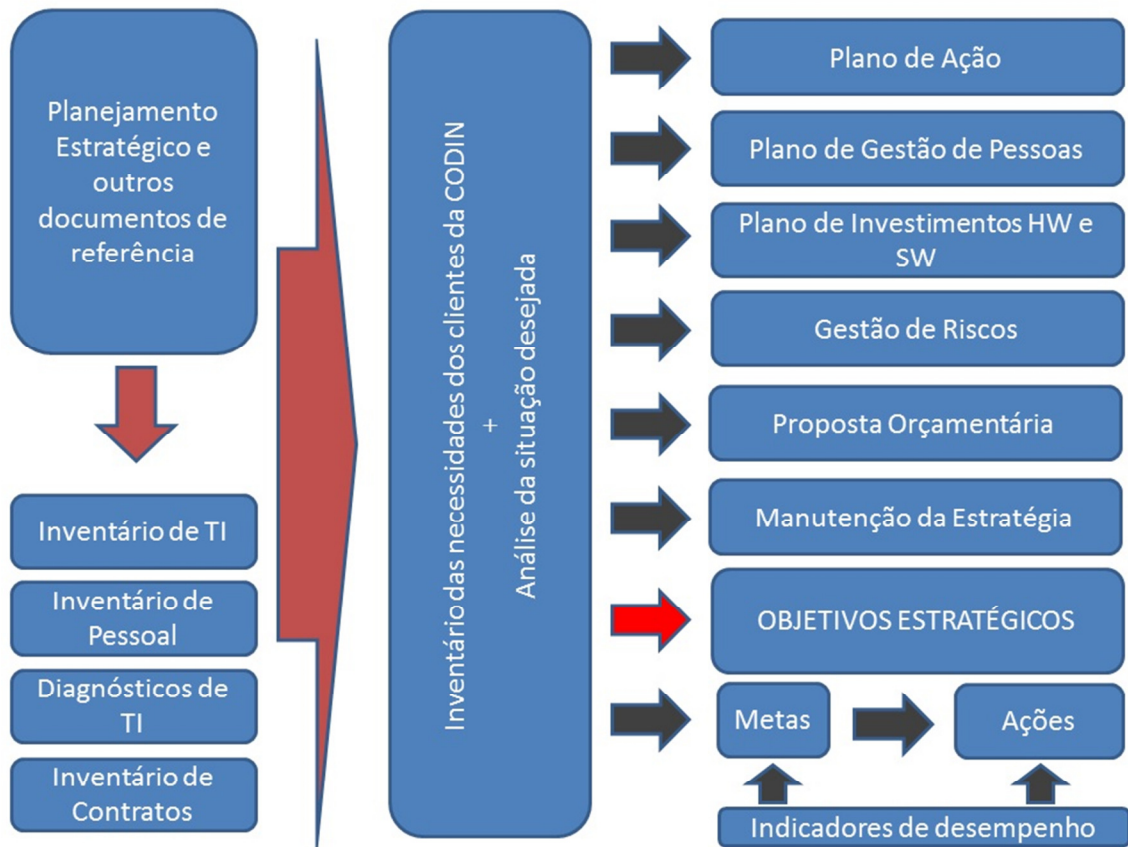 Planejamento
Estratégico e
outros
documentos de
referência
Inventário de TI
Inventário de
Pessoal
Diagnósticos de
TI
Inventário de
Contratos
Inventário das necessidades dos clientes da CODIN
+
Análise da situação desejada
Plano de Ação
Plano de Gestão de Pessoas
Plano de Investimentos HW e
SW
Gestão de Riscos
Proposta Orçamentária
Manutenção da Estratégia
OBJETIVOS ESTRATÉGICOS
Metas
Ações
Indicadores de desempenho